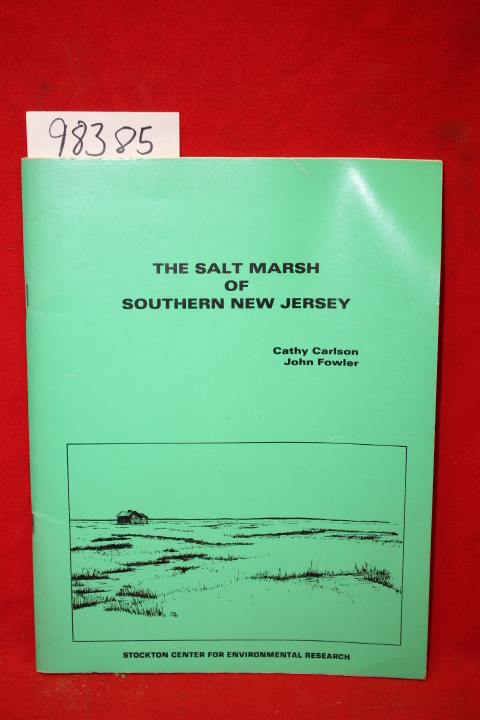 98385
THE SALT MARSH
OF
SOUTHERN NEW JERSEY
Cathy Carlson
John Fowler
STOCKTON CENTER FOR ENVIRONMENTAL RESEARCH